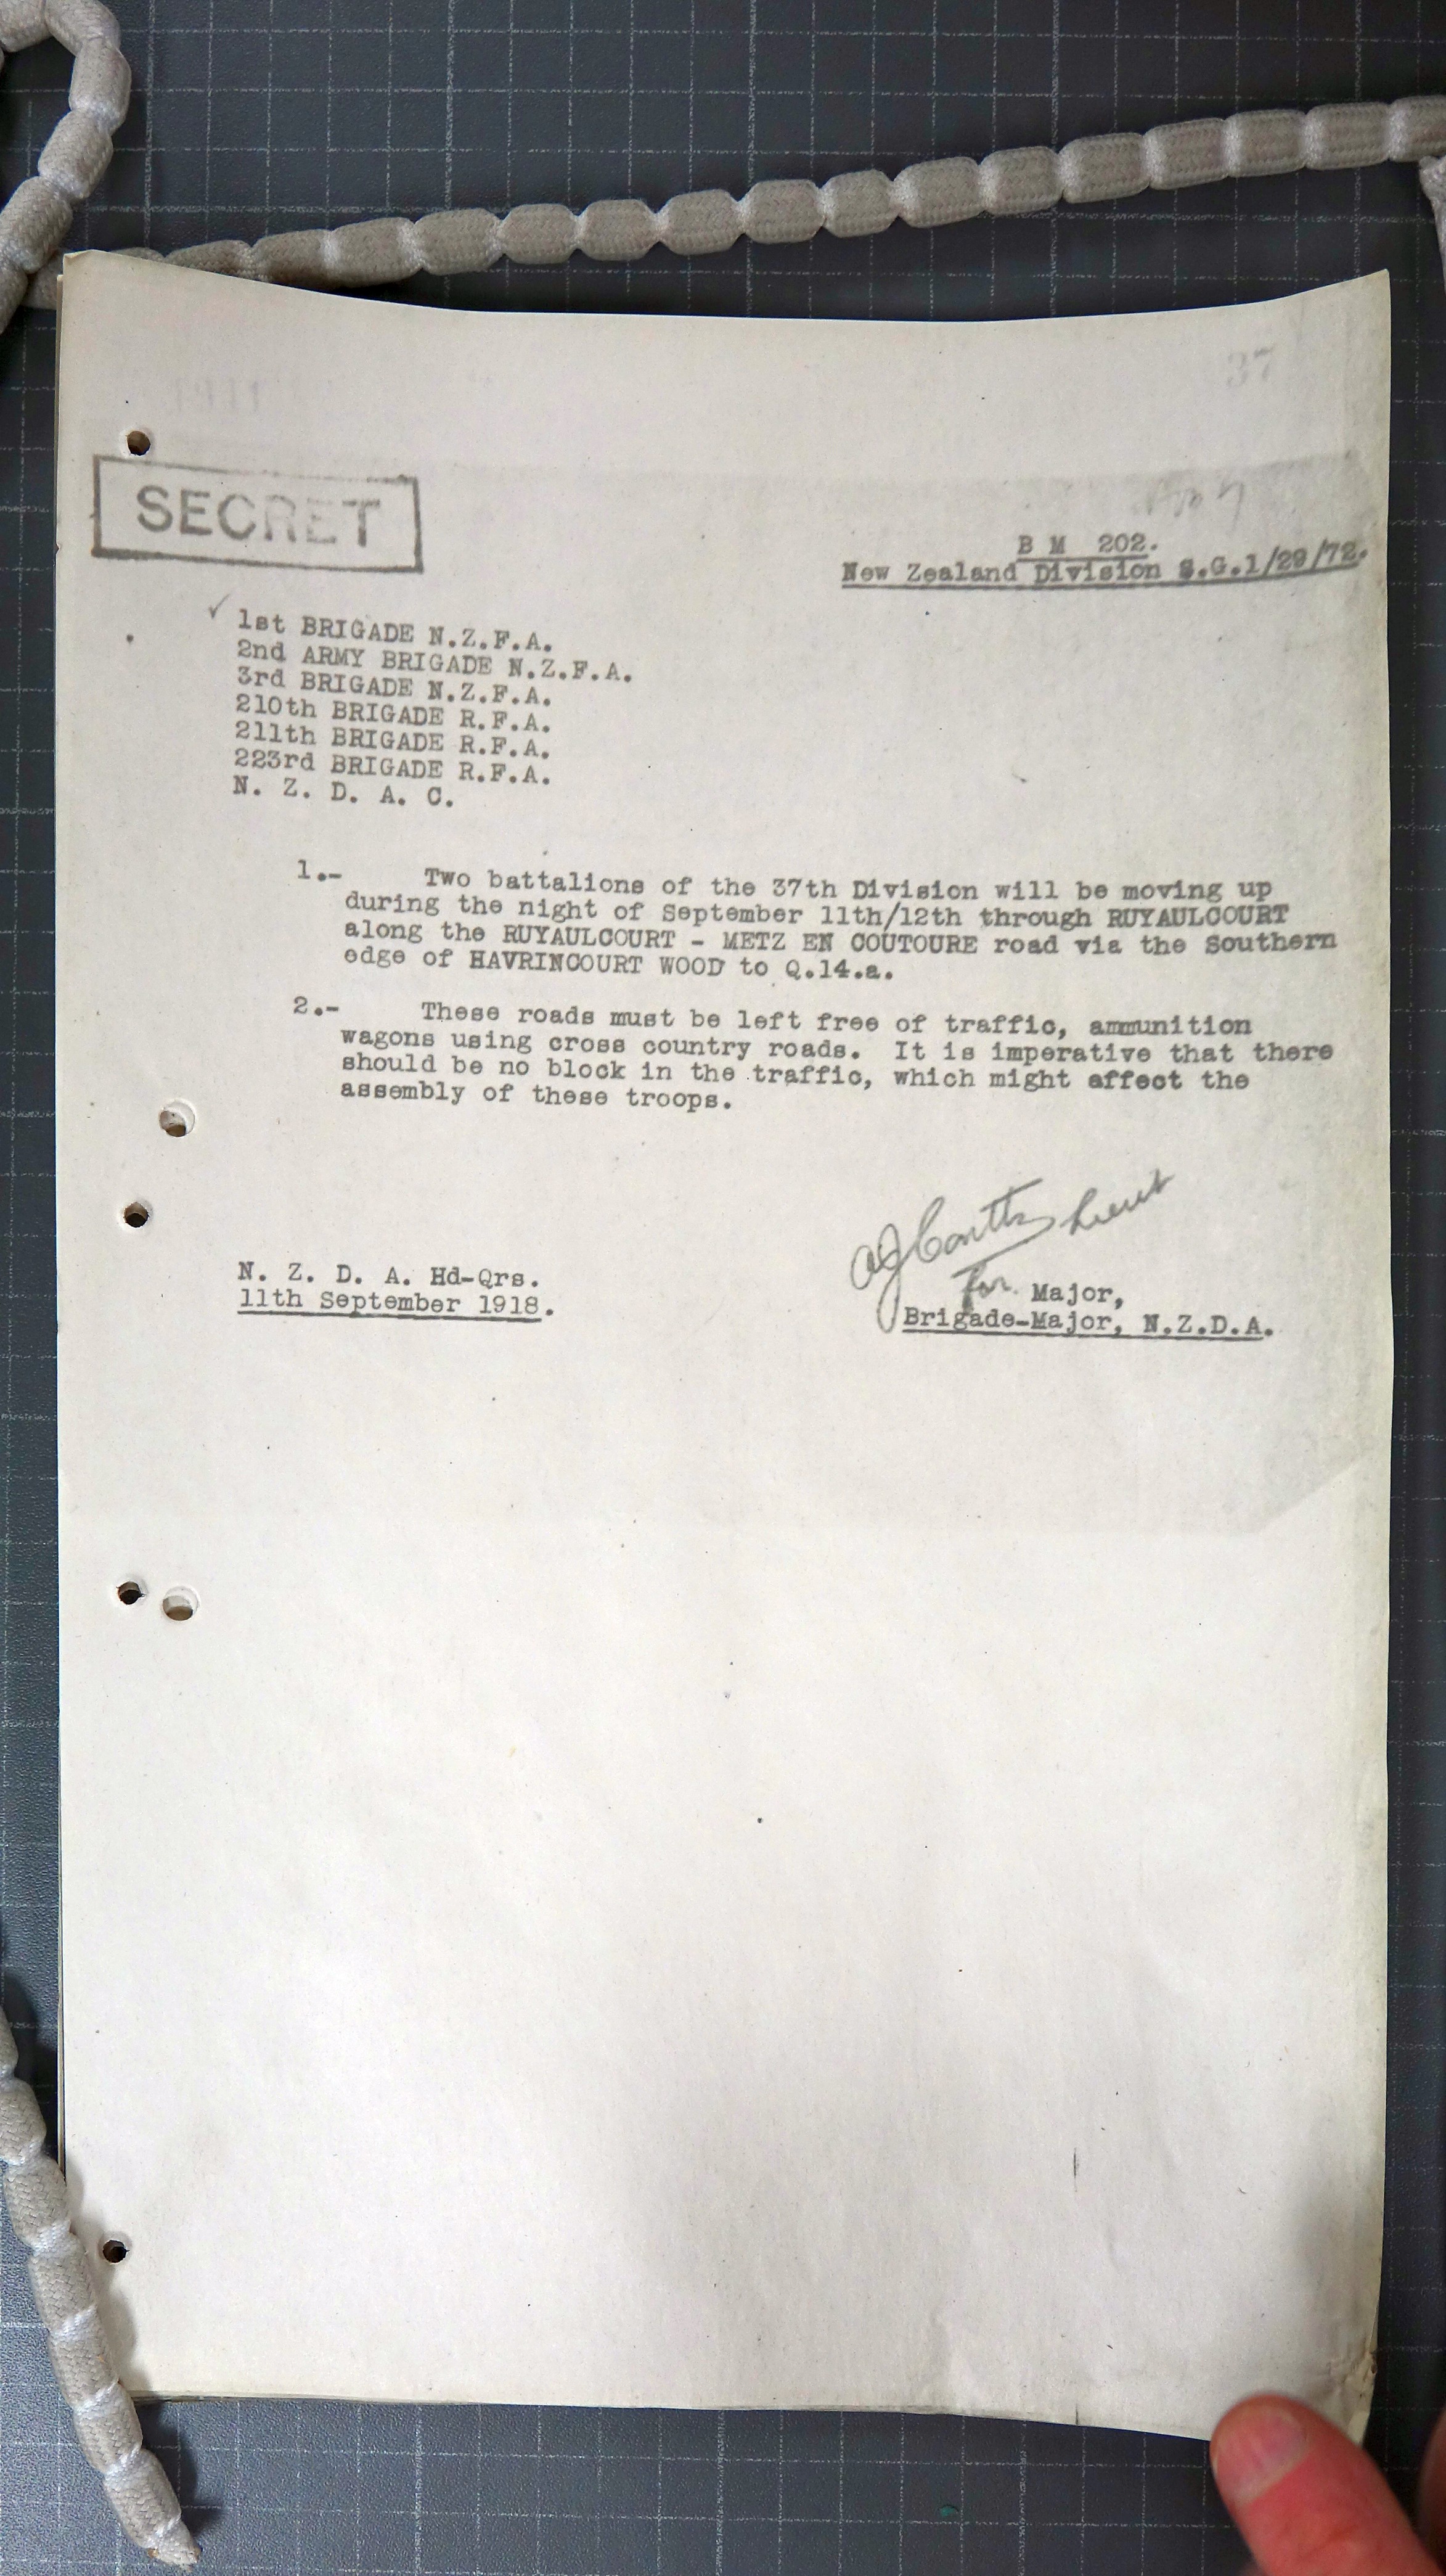 37
SECRET
B M 202.
New Zealand Division S.G.1/29/72.
✓ 1st BRIGADE N.Z.F.A.
2nd ARMY BRIGADE N.Z.F.A.
3rd BRIGADE N.Z.F.A.
210th BRIGADE R.F.A.
211th BRIGADE R.F.A.
223rd BRIGADE R.F.A.
N. Z. D. A. C.
1.- Two battalions of the 37th Division will be moving up
during the night of September 11th/12th through RUYAULCOURT
along the RUYAULCOURT - METZ EN COUTOURE road via the Southern
edge of HAVRINCOURT WOOD to Q.14.a.
2.- These roads must be left free of traffic, ammunition
wagons using cross country roads. It is imperative that there
should be no block in the traffic, which might affect the
assembly of these troops.
Coutts Lieut
N. Z. D. A. Hd-Qrs.
for Major,
11th September 1918.
Brigade-Major, N.Z.D.A.